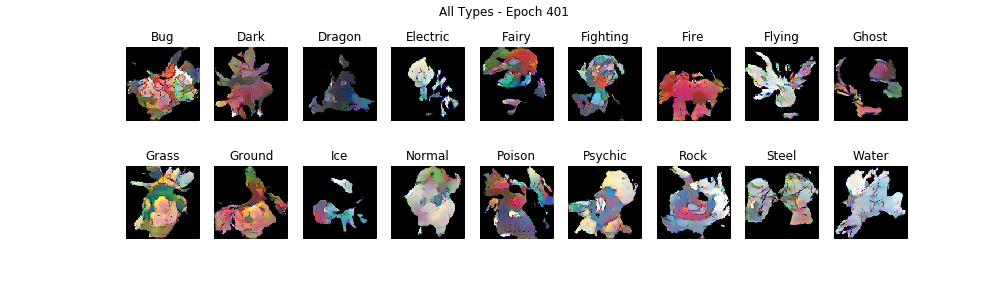 All Types - Epoch 401
Bug Dark Dragon Electric Fairy Fighting Fire Flying Ghost
Grass Ground Ice Normal Poison Psychic Rock Steel Water